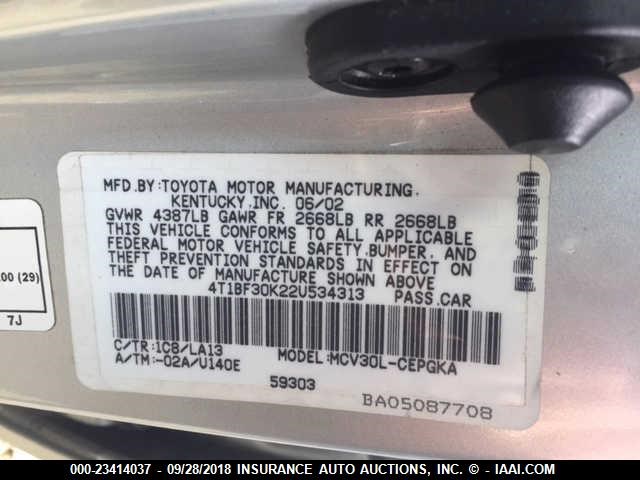 MFD.BY:TOYOTA MOTOR MANUFACTURING.
KENTUCKY.INC. 06/02
GVWR 4387LB GAWR FR 2668LB RR 2668LB
THIS VEHICLE CONFORMS TO ALL APPLICABLE
FEDERAL MOTOR VEHICLE SAFETY,BUMPER, AND
THEFT PREVENTION STANDARDS IN EFFECT ON
THE DATE OF MANUFACTURE SHOWN ABOVE
4T1BF30K22U534313 PASS.CAR
C/TR:1C8/LA13 MODEL:MCV30L-CEPGKA
A/TM:-02A/U140E
59303
BA05087708
00 (29)
7J
000-23414037 - 09/28/2018 INSURANCE AUTO AUCTIONS, INC. © - IAAI.COM